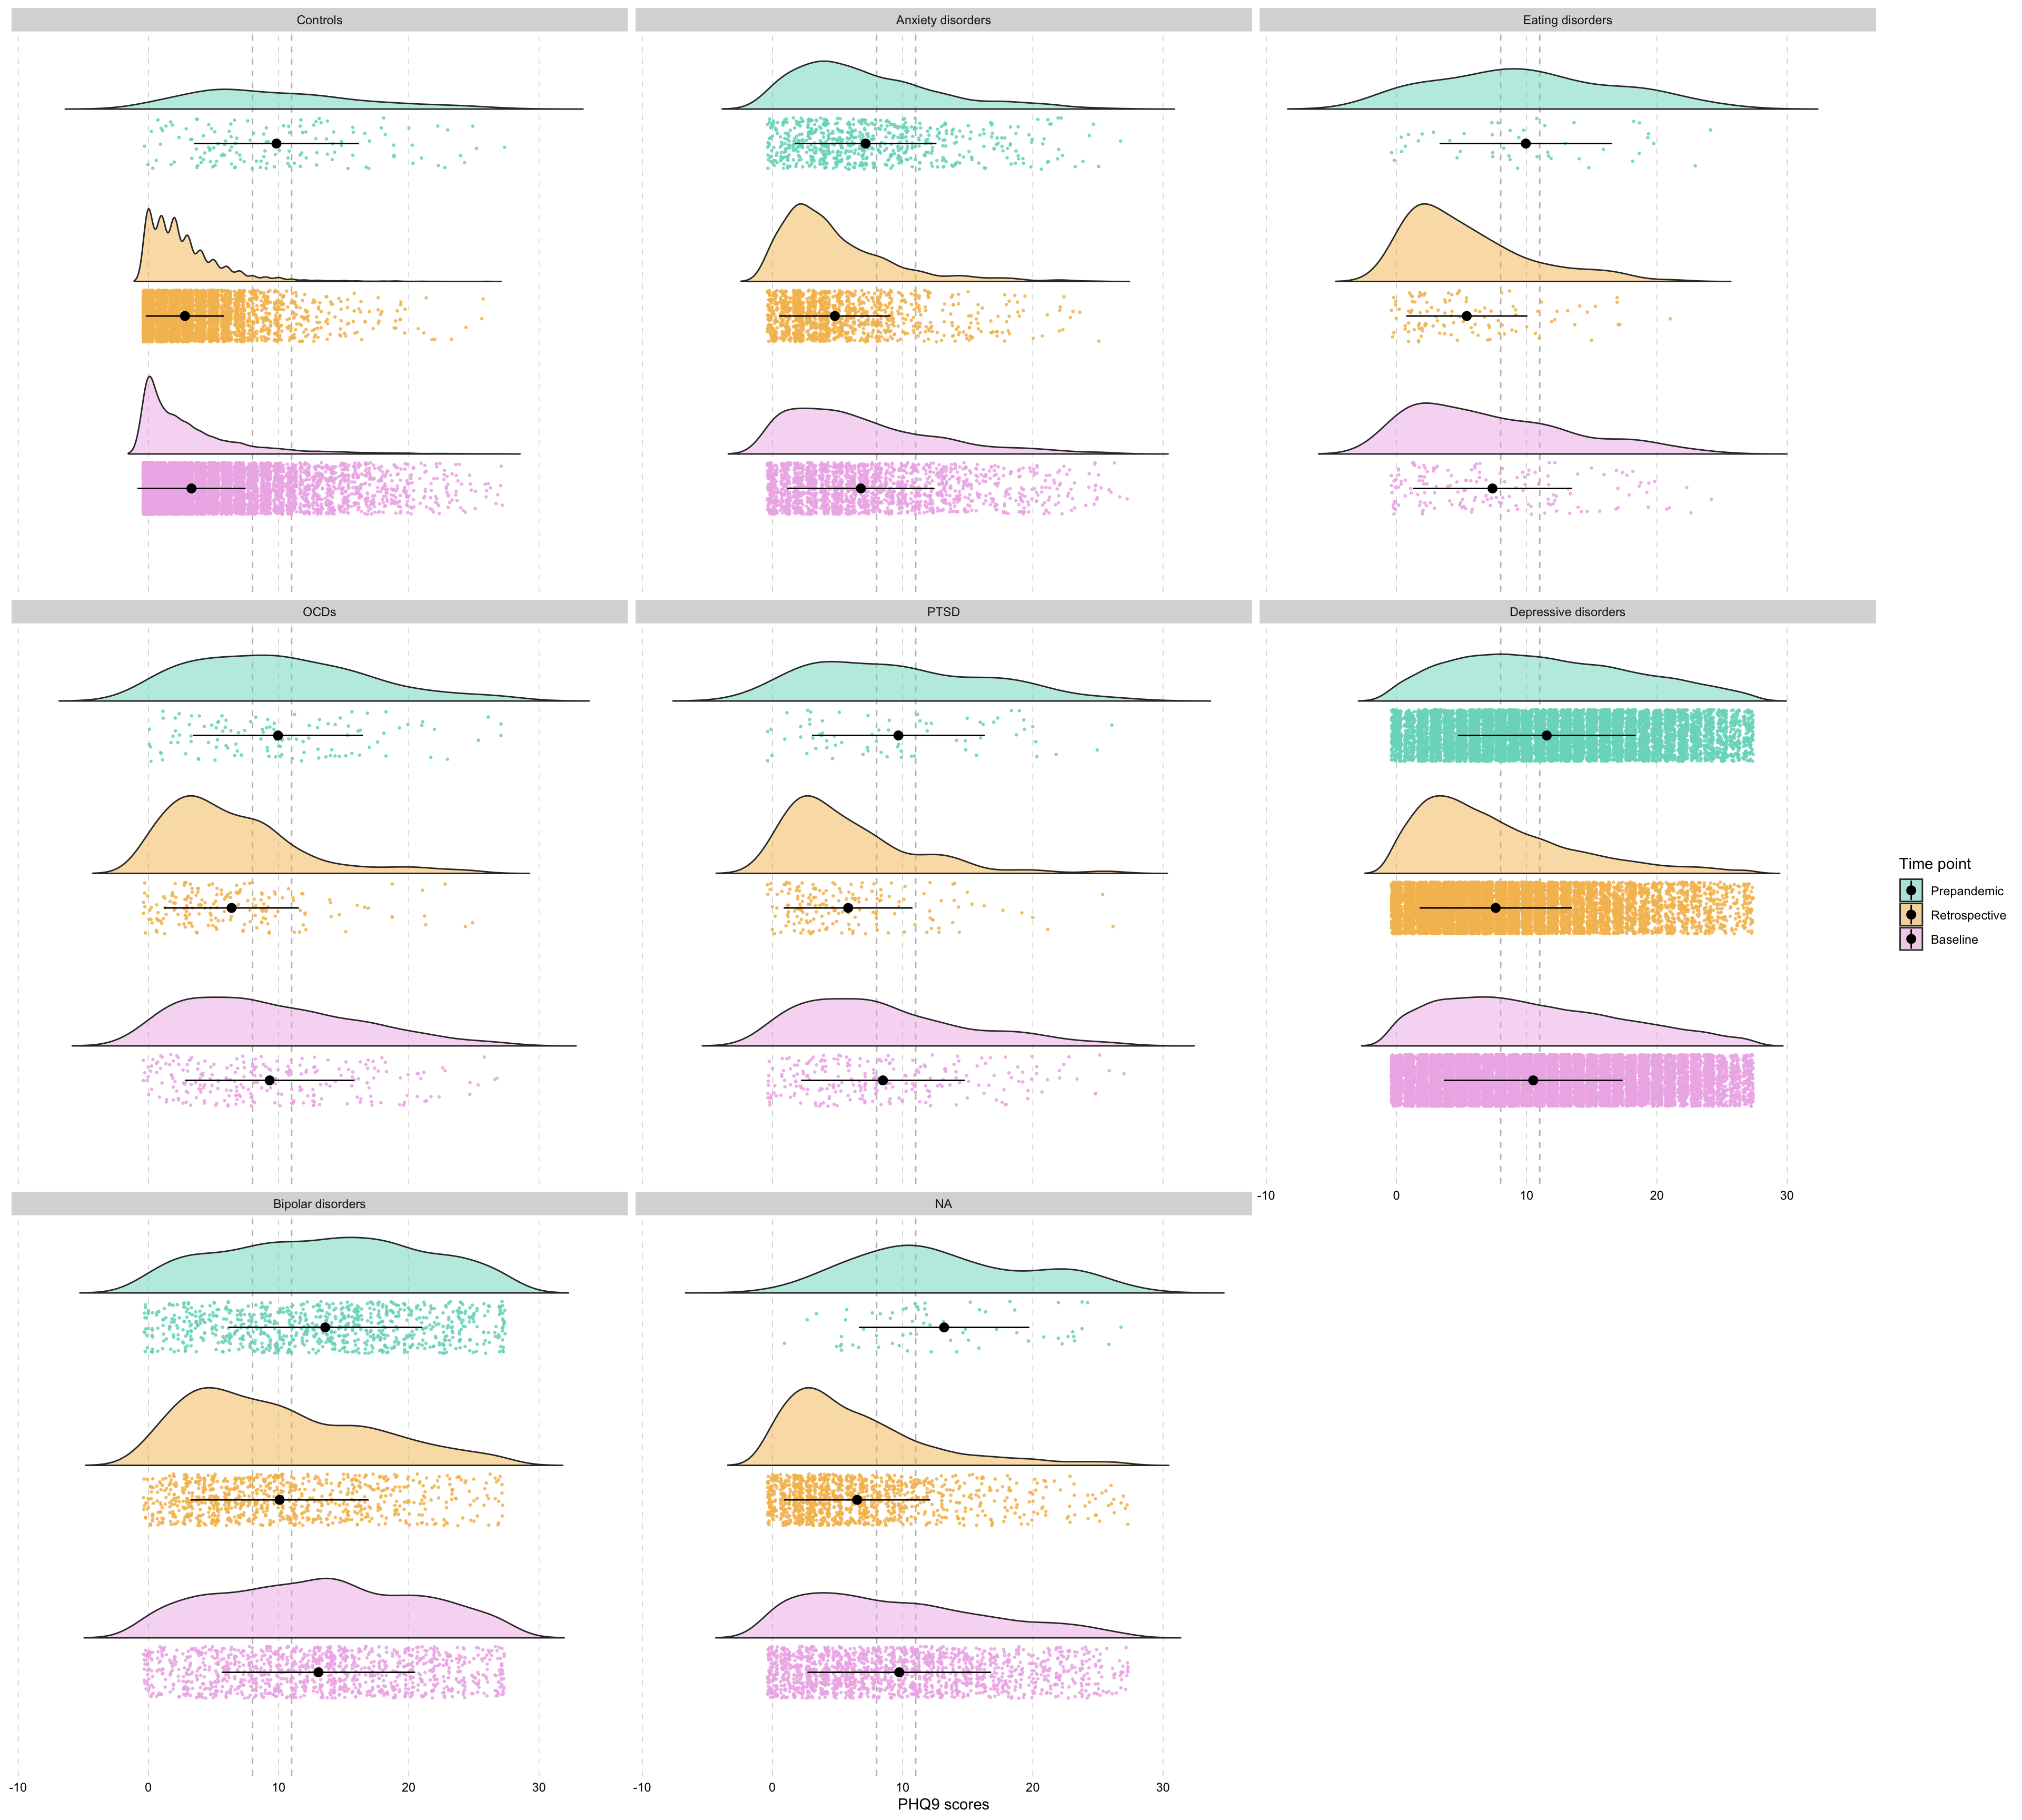 Controls
Anxiety disorders
Eating disorders
OCDs
PTSD
Depressive disorders
Time point
Prepandemic
Retrospective
Baseline
-10 0 10 20 30
Bipolar disorders
NA
-10 0 10 20 30
-10 0 10 20 30
PHQ9 scores